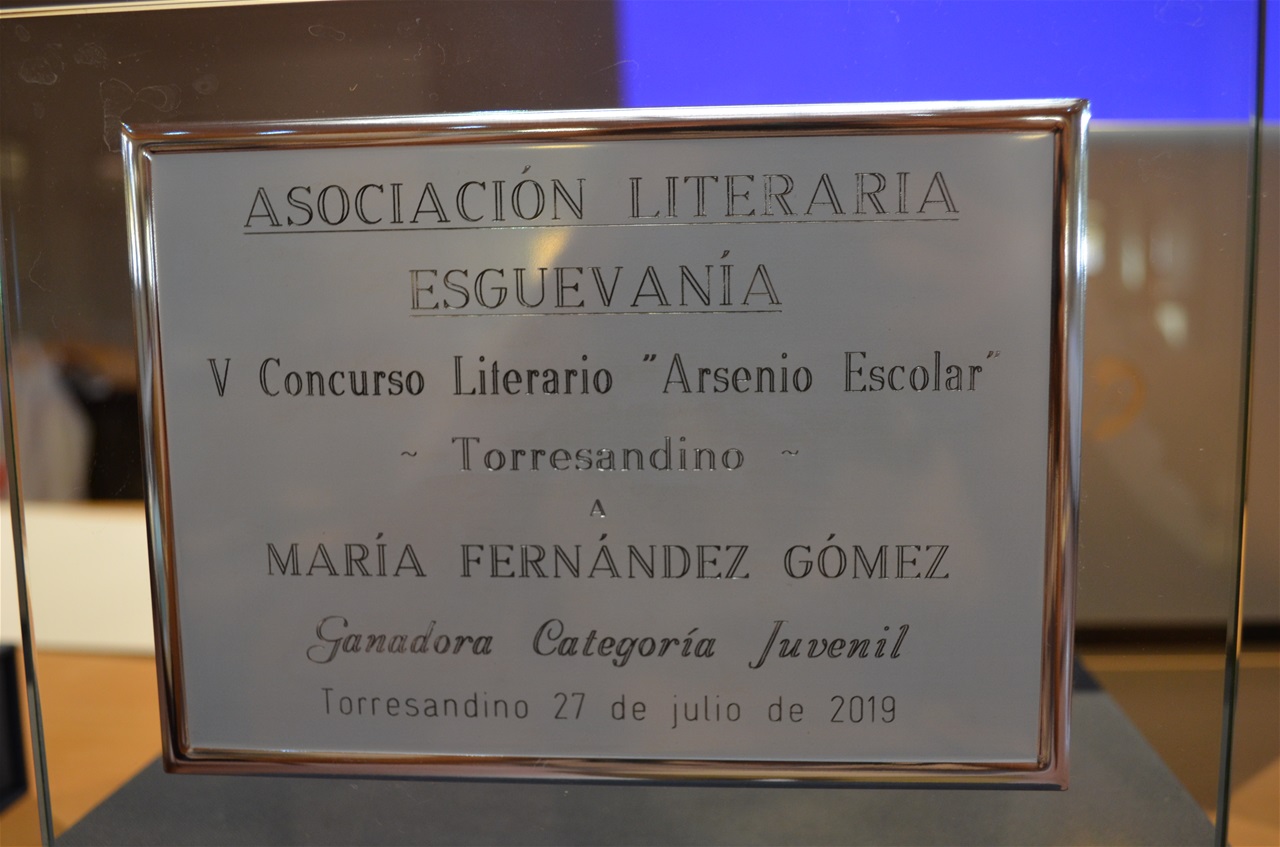 ASOCIACIÓN LITERARIA
ESGUEVANÍA
V Concurso Literario "Arsenio Escolar"
~ Torresandino ~
A
MARÍA FERNÁNDEZ GÓMEZ
Ganadora Categoría Juvenil
Torresandino 27 de julio de 2019